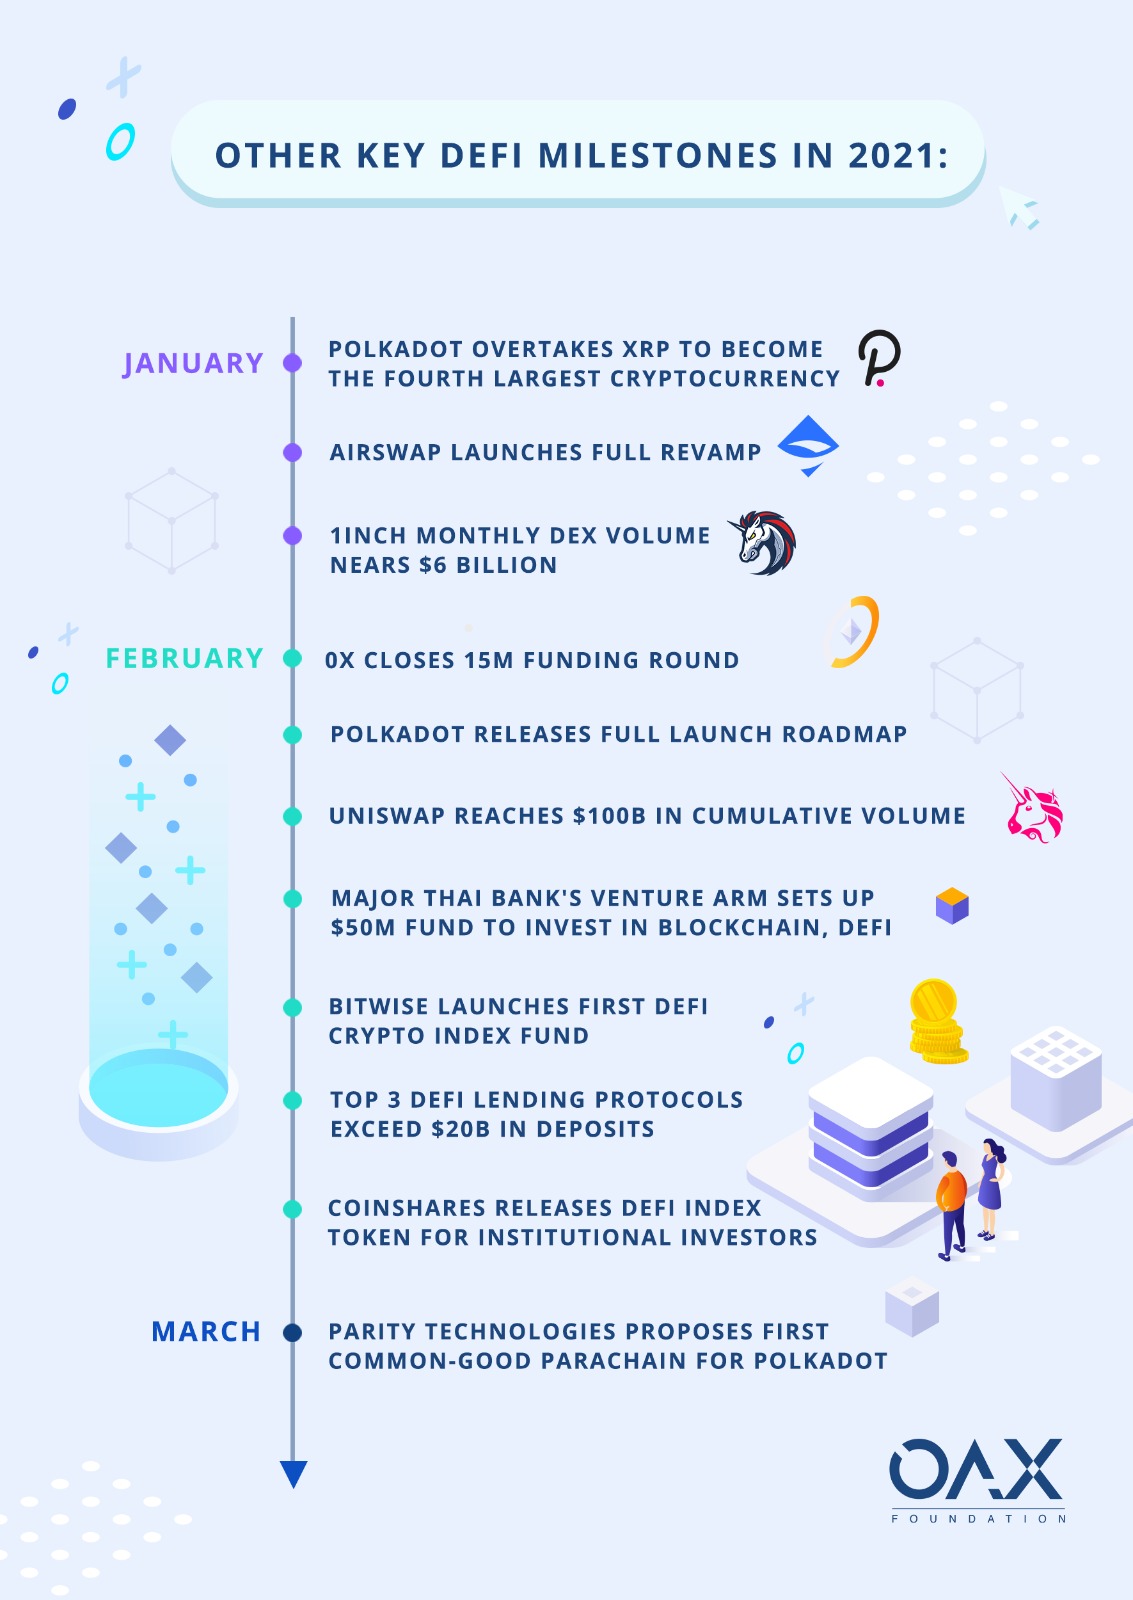 OTHER KEY DEFI MILESTONES IN 2021:
JANUARY
POLKADOT OVERTAKES XRP TO BECOME
THE FOURTH LARGEST CRYPTOCURRENCY
AIRSWAP LAUNCHES FULL REVAMP
1INCH MONTHLY DEX VOLUME
NEARS $6 BILLION
FEBRUARY
0X CLOSES 15M FUNDING ROUND
POLKADOT RELEASES FULL LAUNCH ROADMAP
UNISWAP REACHES $100B IN CUMULATIVE VOLUME
MAJOR THAI BANK'S VENTURE ARM SETS UP
$50M FUND TO INVEST IN BLOCKCHAIN, DEFI
BITWISE LAUNCHES FIRST DEFI
CRYPTO INDEX FUND
TOP 3 DEFI LENDING PROTOCOLS
EXCEED $20B IN DEPOSITS
COINSHARES RELEASES DEFI INDEX
TOKEN FOR INSTITUTIONAL INVESTORS
MARCH
PARITY TECHNOLOGIES PROPOSES FIRST
COMMON-GOOD PARACHAIN FOR POLKADOT
OAX
FOUNDATION